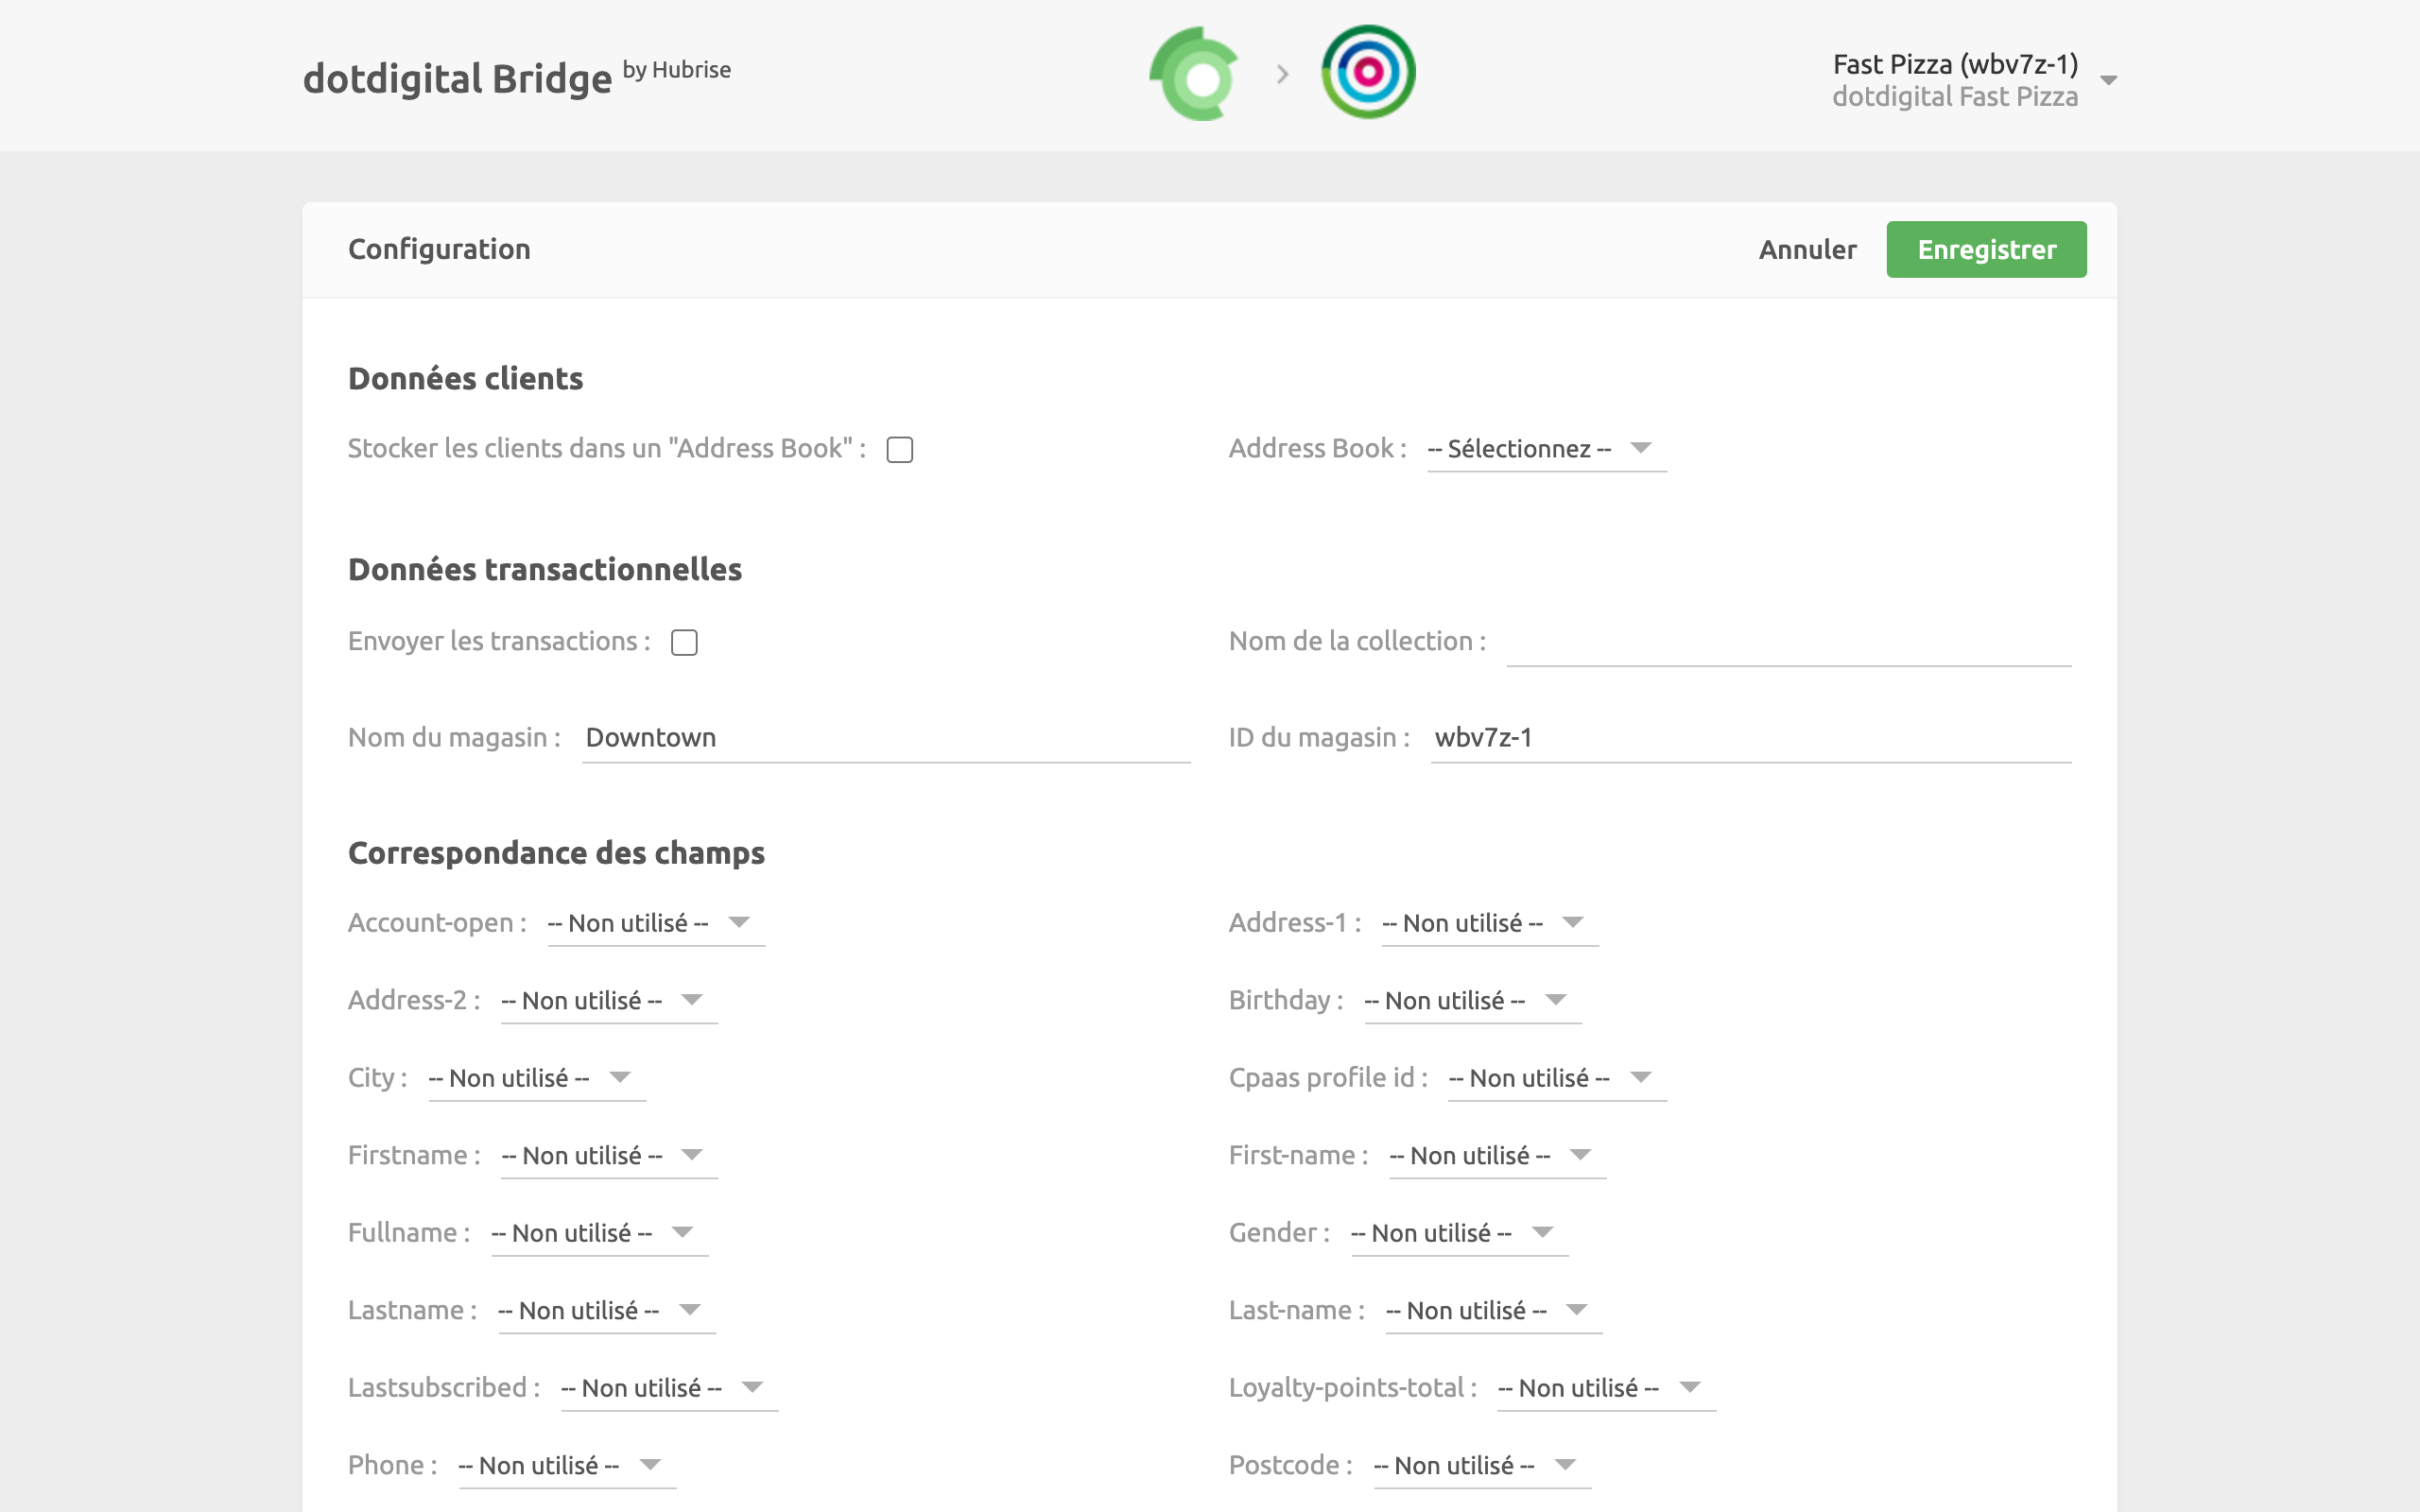 dotdigital Bridge by Hubrise
Fast Pizza (wbv7z-1)
dotdigital Fast Pizza
Configuration
Annuler
Enregistrer
Données clients
Stocker les clients dans un "Address Book" :
Address Book : -- Sélectionnez --
Données transactionnelles
Envoyer les transactions :
Nom de la collection :
Nom du magasin : Downtown
ID du magasin : wbv7z-1
Correspondance des champs
Account-open : -- Non utilisé --
Address-1 : -- Non utilisé --
Address-2 : -- Non utilisé --
Birthday : -- Non utilisé --
City : -- Non utilisé --
Cpaas profile id : -- Non utilisé --
Firstname : -- Non utilisé --
First-name : -- Non utilisé --
Fullname : -- Non utilisé --
Gender : -- Non utilisé --
Lastname : -- Non utilisé --
Last-name : -- Non utilisé --
Lastsubscribed : -- Non utilisé --
Loyalty-points-total : -- Non utilisé --
Phone : -- Non utilisé --
Postcode : -- Non utilisé --